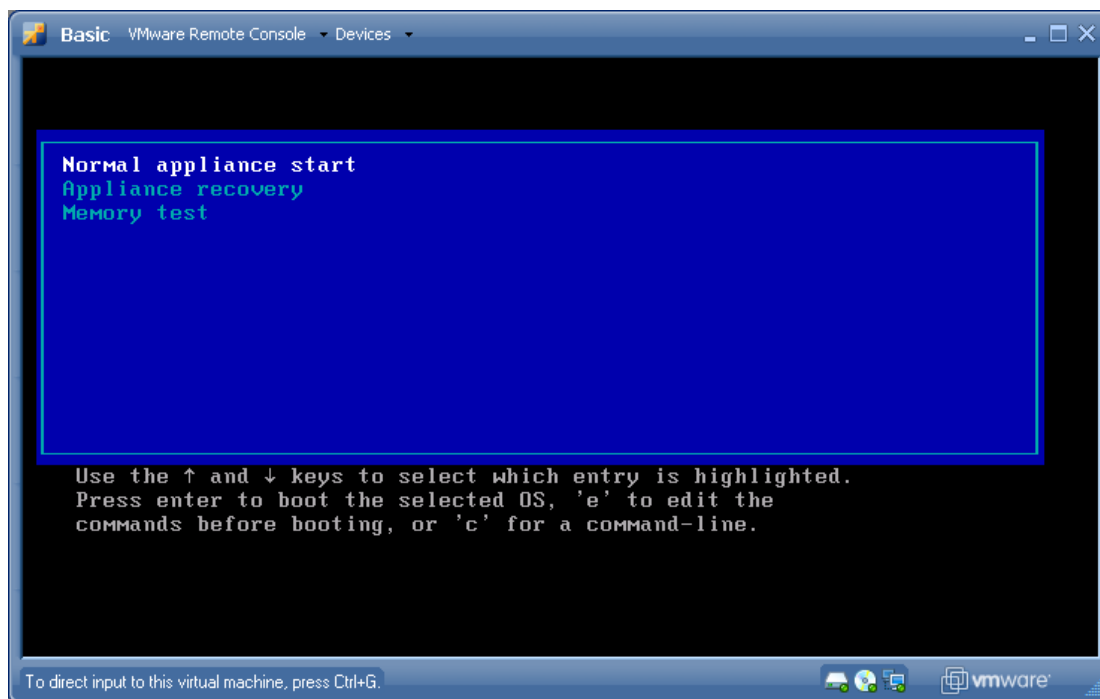 Basic VMware Remote Console Devices
Normal appliance start
Appliance recovery
Memory test
Use the ↑ and ↓ keys to select which entry is highlighted.
Press enter to boot the selected OS, 'e' to edit the
commands before booting, or 'c' for a command-line.
To direct input to this virtual machine, press Ctrl+G.
vmware